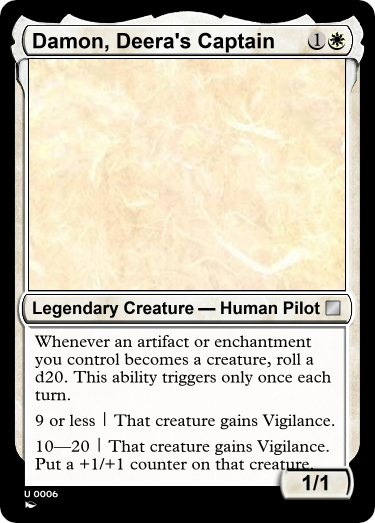 Damon, Deera's Captain 1
Legendary Creature — Human Pilot
Whenever an artifact or enchantment
you control becomes a creature, roll a
d20. This ability triggers only once each
turn.
9 or less | That creature gains Vigilance.
10—20 | That creature gains Vigilance.
Put a +1/+1 counter on that creature.
1/1
U 0006